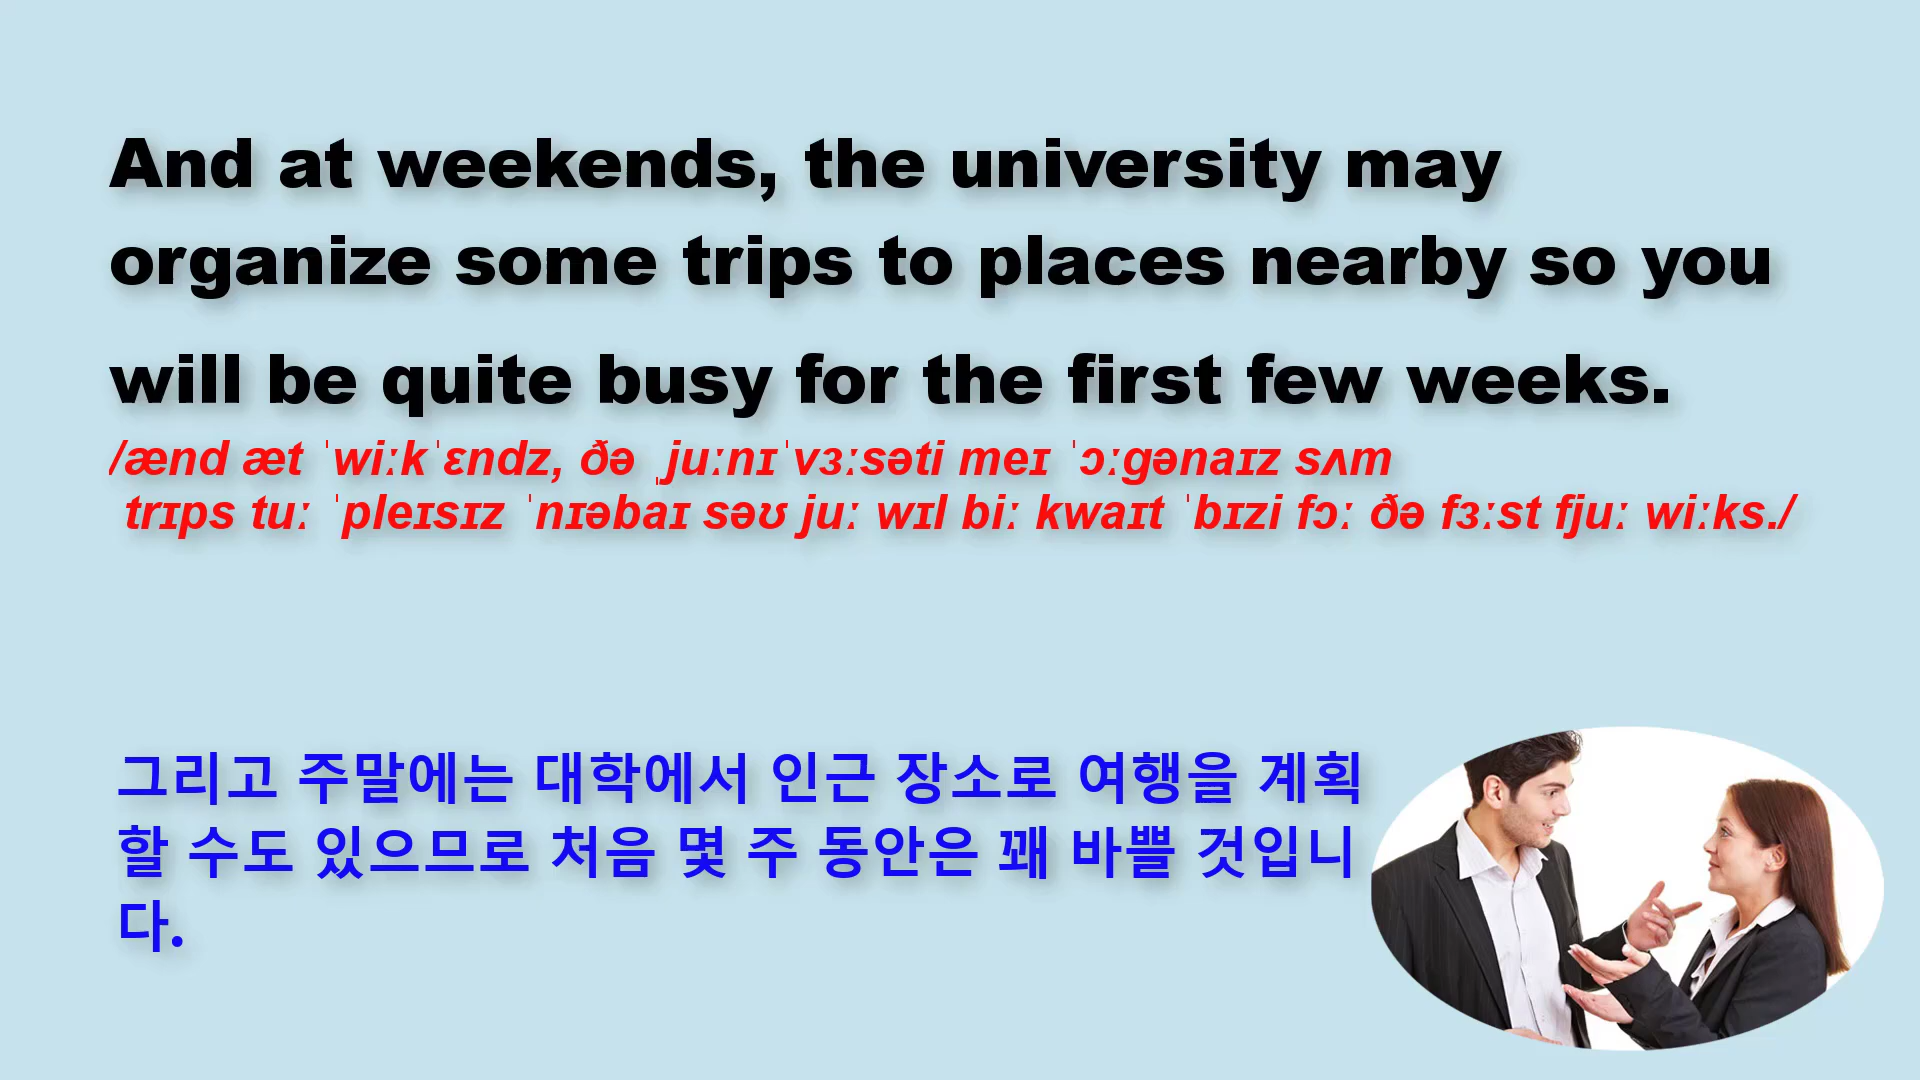 And at weekends, the university may
organize some trips to places nearby so you
will be quite busy for the first few weeks.
/ænd æt ˈwiːkˈɛndz, ðə ˌjuːnɪˈvɜːsəti meɪ ˈɔːgənaɪz sʌm
trɪps tuː ˈpleɪsɪz ˈnɪəbaɪ səʊ juː wɪl biː kwaɪt ˈbɪzi fɔː ðə fɜːst fjuː wiːks./
그리고 주말에는 대학에서 인근 장소로 여행을 계획
할 수도 있으므로 처음 몇 주 동안은 꽤 바쁠 것입니
다.